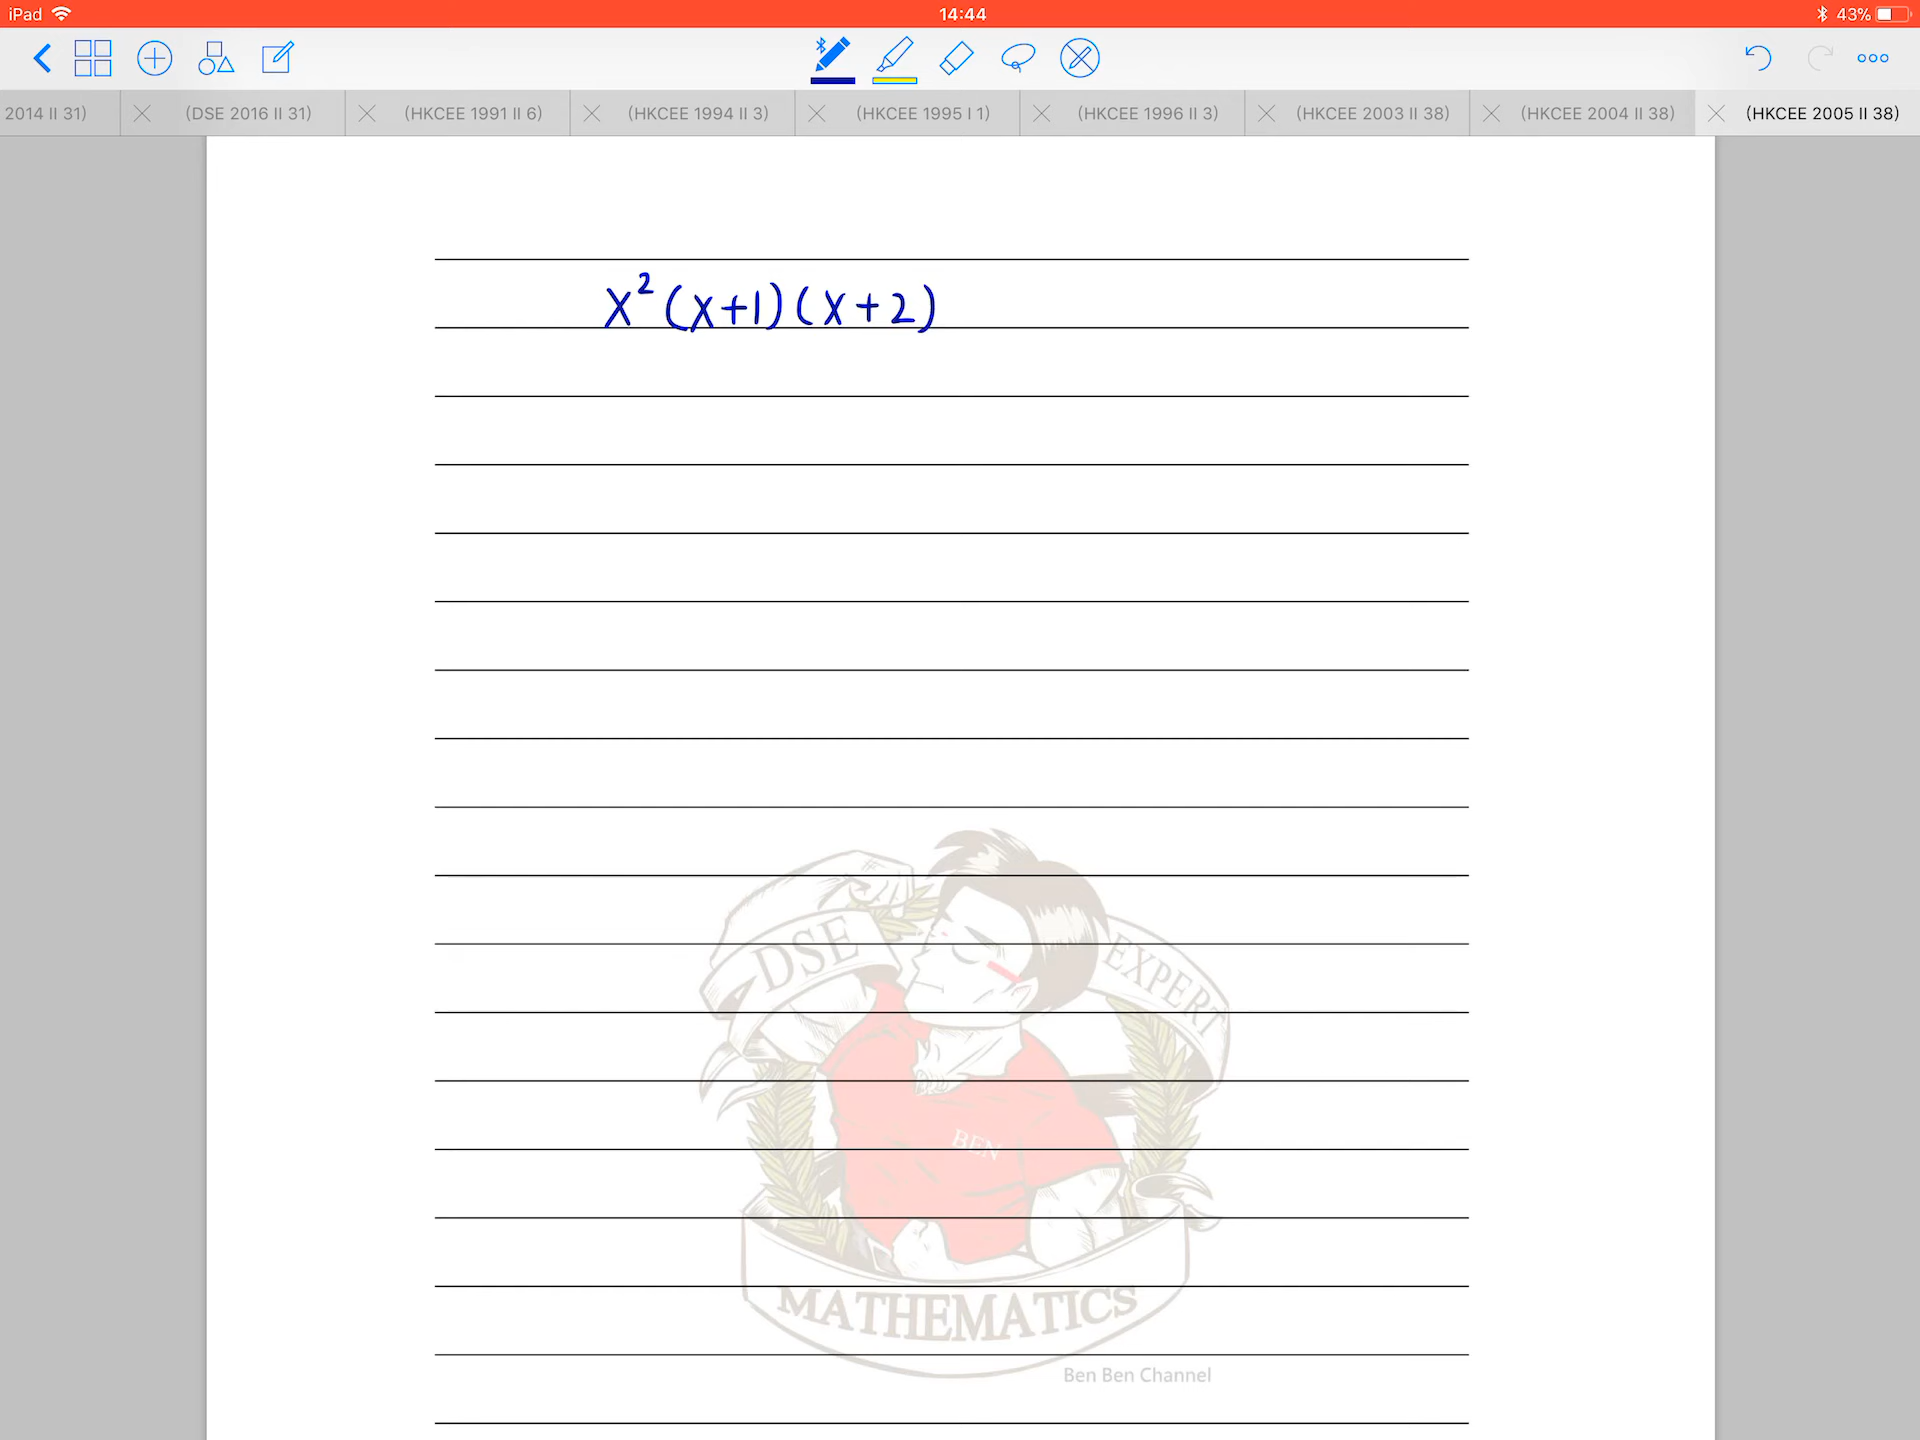 iPad 14:44 43%
2014 II 31) (DSE 2016 II 31) (HKCEE 1991 II 6) (HKCEE 1994 II 3) (HKCEE 1995 I 1) (HKCEE 1996 II 3) (HKCEE 2003 II 38) (HKCEE 2004 II 38) (HKCEE 2005 II 38)
x²(x+1)(x+2)
DSE EXPERT
BEN
MATHEMATICS
Ben Ben Channel